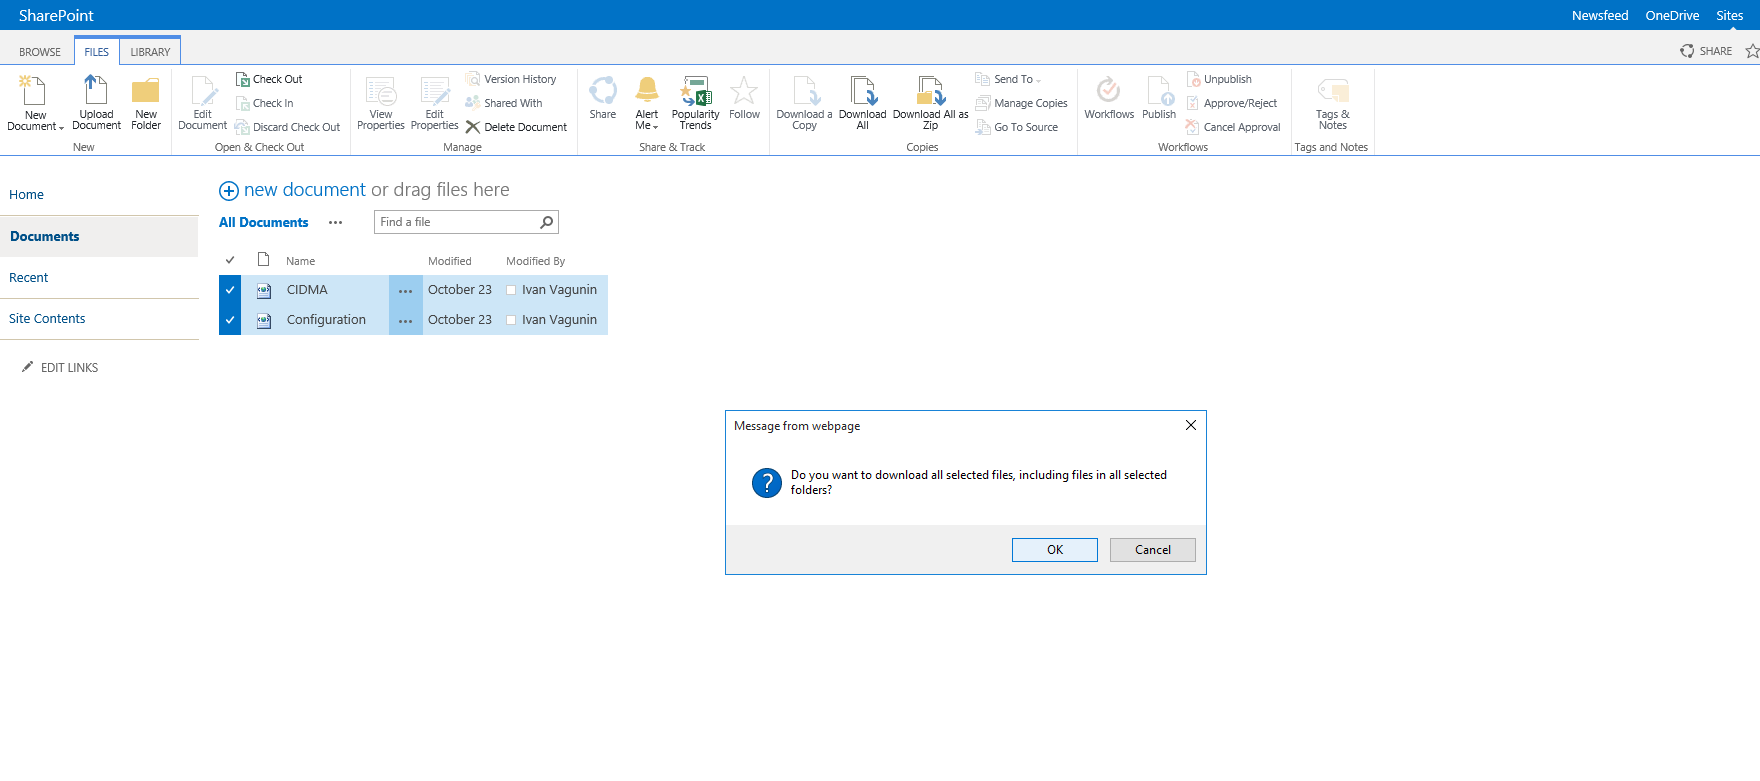 SharePoint
Newsfeed OneDrive Sites
BROWSE FILES LIBRARY
SHARE
New Document
Upload Document
New Folder
New
Edit Document
Check Out
Check In
Discard Check Out
Open & Check Out
View Properties
Edit Properties
Version History
Shared With
Delete Document
Manage
Share
Alert Me
Popularity Trends
Follow
Share & Track
Download a Copy
Download All
Download All as Zip
Send To
Manage Copies
Go To Source
Copies
Workflows
Publish
Unpublish
Approve/Reject
Cancel Approval
Workflows
Tags & Notes
Tags and Notes
Home
Documents
Recent
Site Contents
EDIT LINKS
new document or drag files here
All Documents ••• Find a file
Name Modified Modified By
CIDMA ••• October 23 Ivan Vagunin
Configuration ••• October 23 Ivan Vagunin
Message from webpage
Do you want to download all selected files, including files in all selected
folders?
OK Cancel